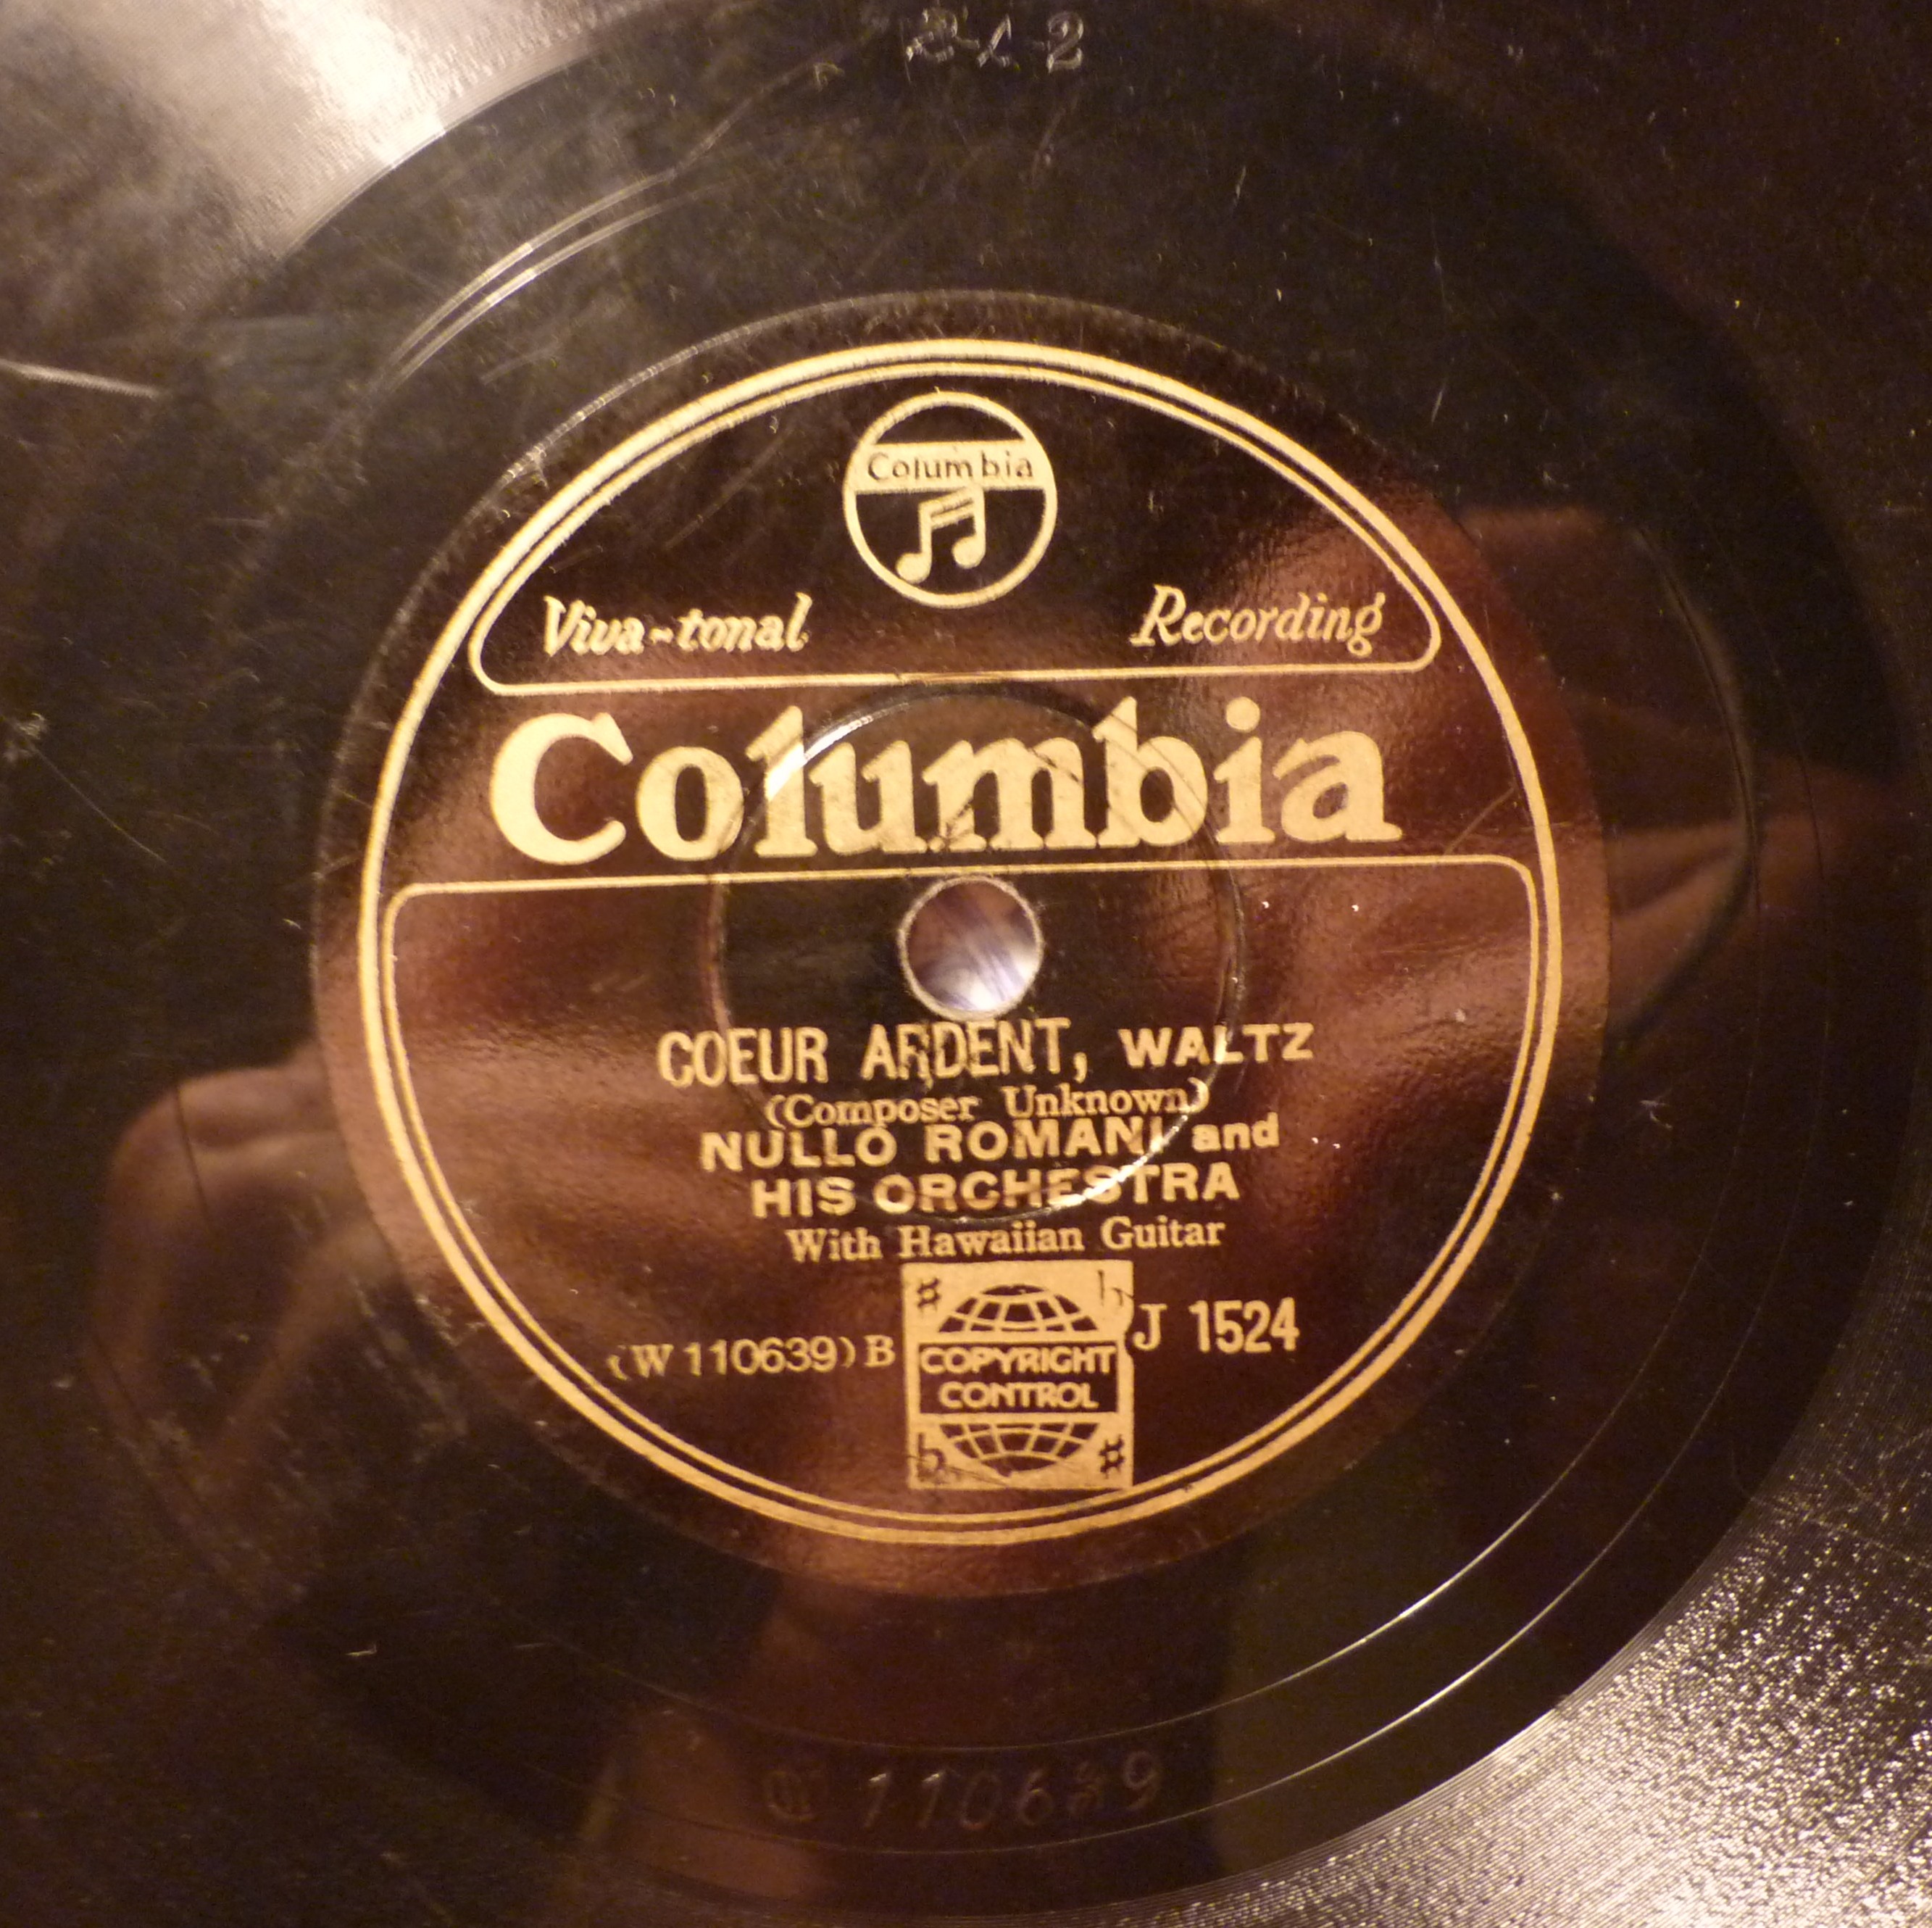 Columbia
Viva-tonal Recording
Columbia
COEUR ARDENT, WALTZ
(Composer Unknown)
NULLO ROMANI and
HIS ORCHESTRA
With Hawaiian Guitar
(W 110639) B
J 1524
COPYRIGHT
CONTROL
110639